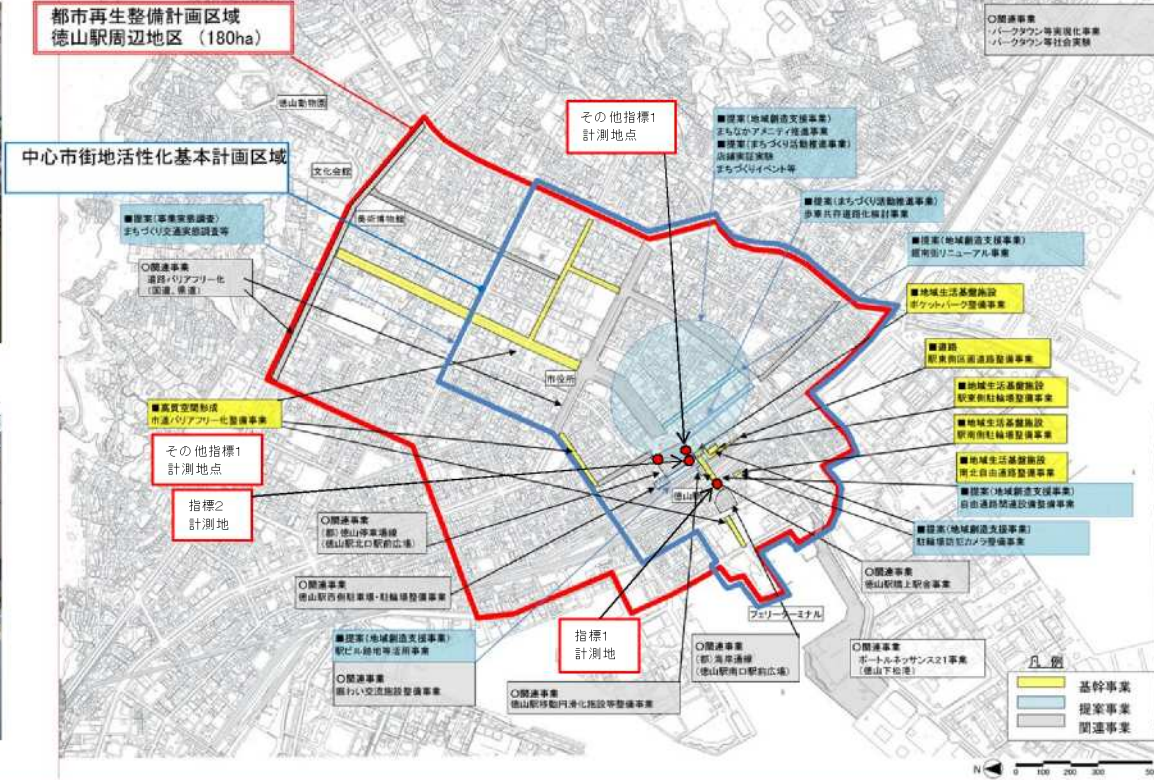 都市再生整備計画区域
徳山駅周辺地区 (180ha)
○関連事業
・パークタウン等実現化事業
・パークタウン等社会実験
徳山動物園
その他指標1
計測地点
■提案(地域創造支援事業)
まちなかアメニティ推進事業
■提案(まちづくり活動推進事業)
店舗実証実験
まちづくりイベント等
中心市街地活性化基本計画区域
文化会館
美術博物館
■提案(事業実態調査)
まちづくり交通実態調査等
■提案(まちづくり活動推進事業)
歩車共存道路化検討事業
■提案(地域創造支援事業)
銀南街リニューアル事業
○関連事業
道路バリアフリー化
(国道、県道)
■地域生活基盤施設
ポケットパーク整備事業
■道路
駅東側区画道路整備事業
市役所
■地域生活基盤施設
駅東側駐輪場整備事業
■高質空間形成
市道バリアフリー化整備事業
■地域生活基盤施設
駅南側駐輪場整備事業
その他指標1
計測地点
■地域生活基盤施設
南北自由通路整備事業
指標2
計測地
徳山駅
■提案(地域創造支援事業)
自由通路関連設備整備事業
○関連事業
(都)徳山停車場線
(徳山駅北口駅前広場)
■提案(地域創造支援事業)
駐輪場防犯カメラ整備事業
○関連事業
徳山駅西側駐車場・駐輪場整備事業
○関連事業
徳山駅橋上駅舎事業
フェリーターミナル
指標1
計測地
■提案(地域創造支援事業)
駅ビル跡地等活用事業
○関連事業
賑わい交流施設整備事業
○関連事業
(都)海岸通線
(徳山駅南口駅前広場)
○関連事業
ポートルネッサンス21事業
(徳山下松港)
○関連事業
徳山駅移動円滑化施設等整備事業
凡例
基幹事業
提案事業
関連事業
N
0 100 200 300